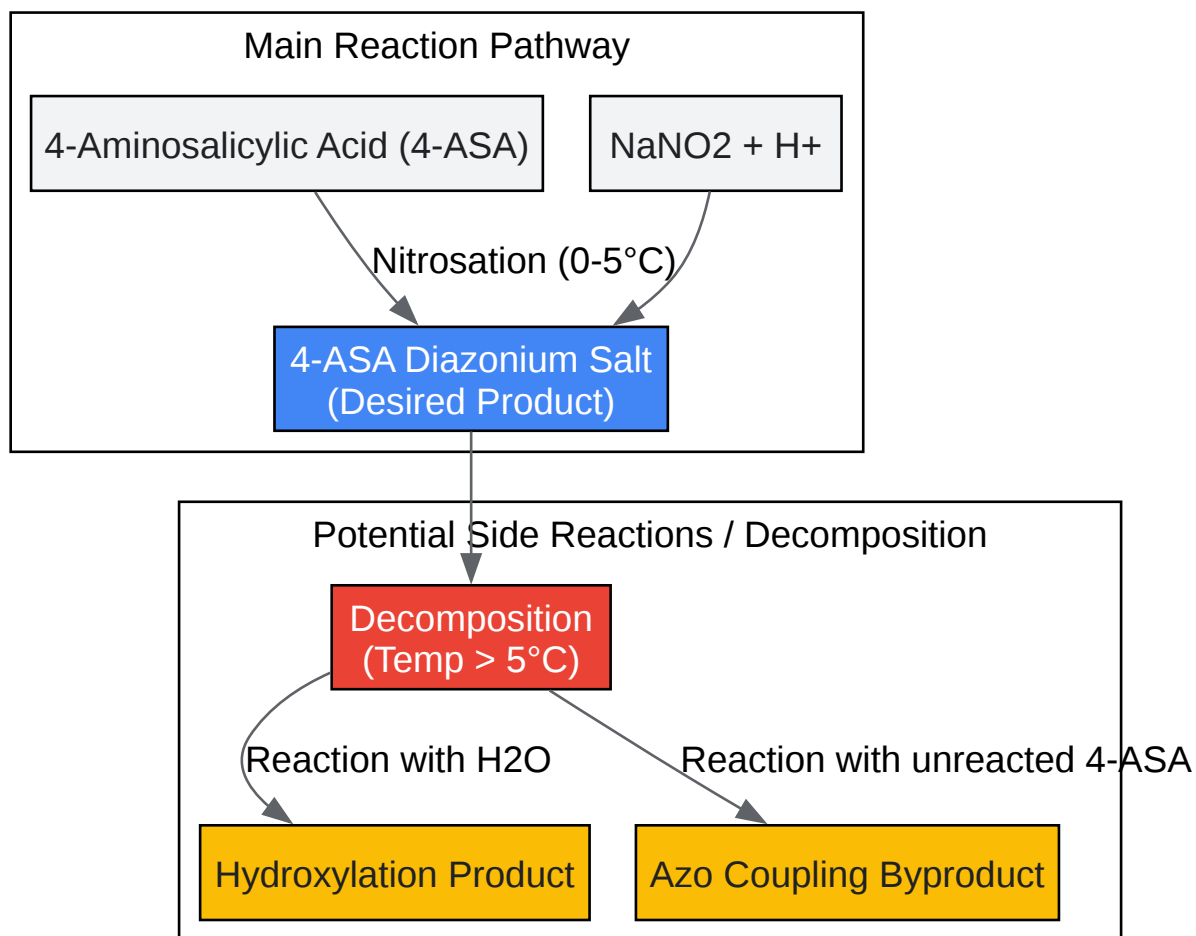 Main Reaction Pathway
4-Aminosalicylic Acid (4-ASA)
NaNO2 + H+
Nitrosation (0-5°C)
4-ASA Diazonium Salt
(Desired Product)
Potential Side Reactions / Decomposition
Decomposition
(Temp > 5°C)
Reaction with H2O
Reaction with unreacted 4-ASA
Hydroxylation Product
Azo Coupling Byproduct